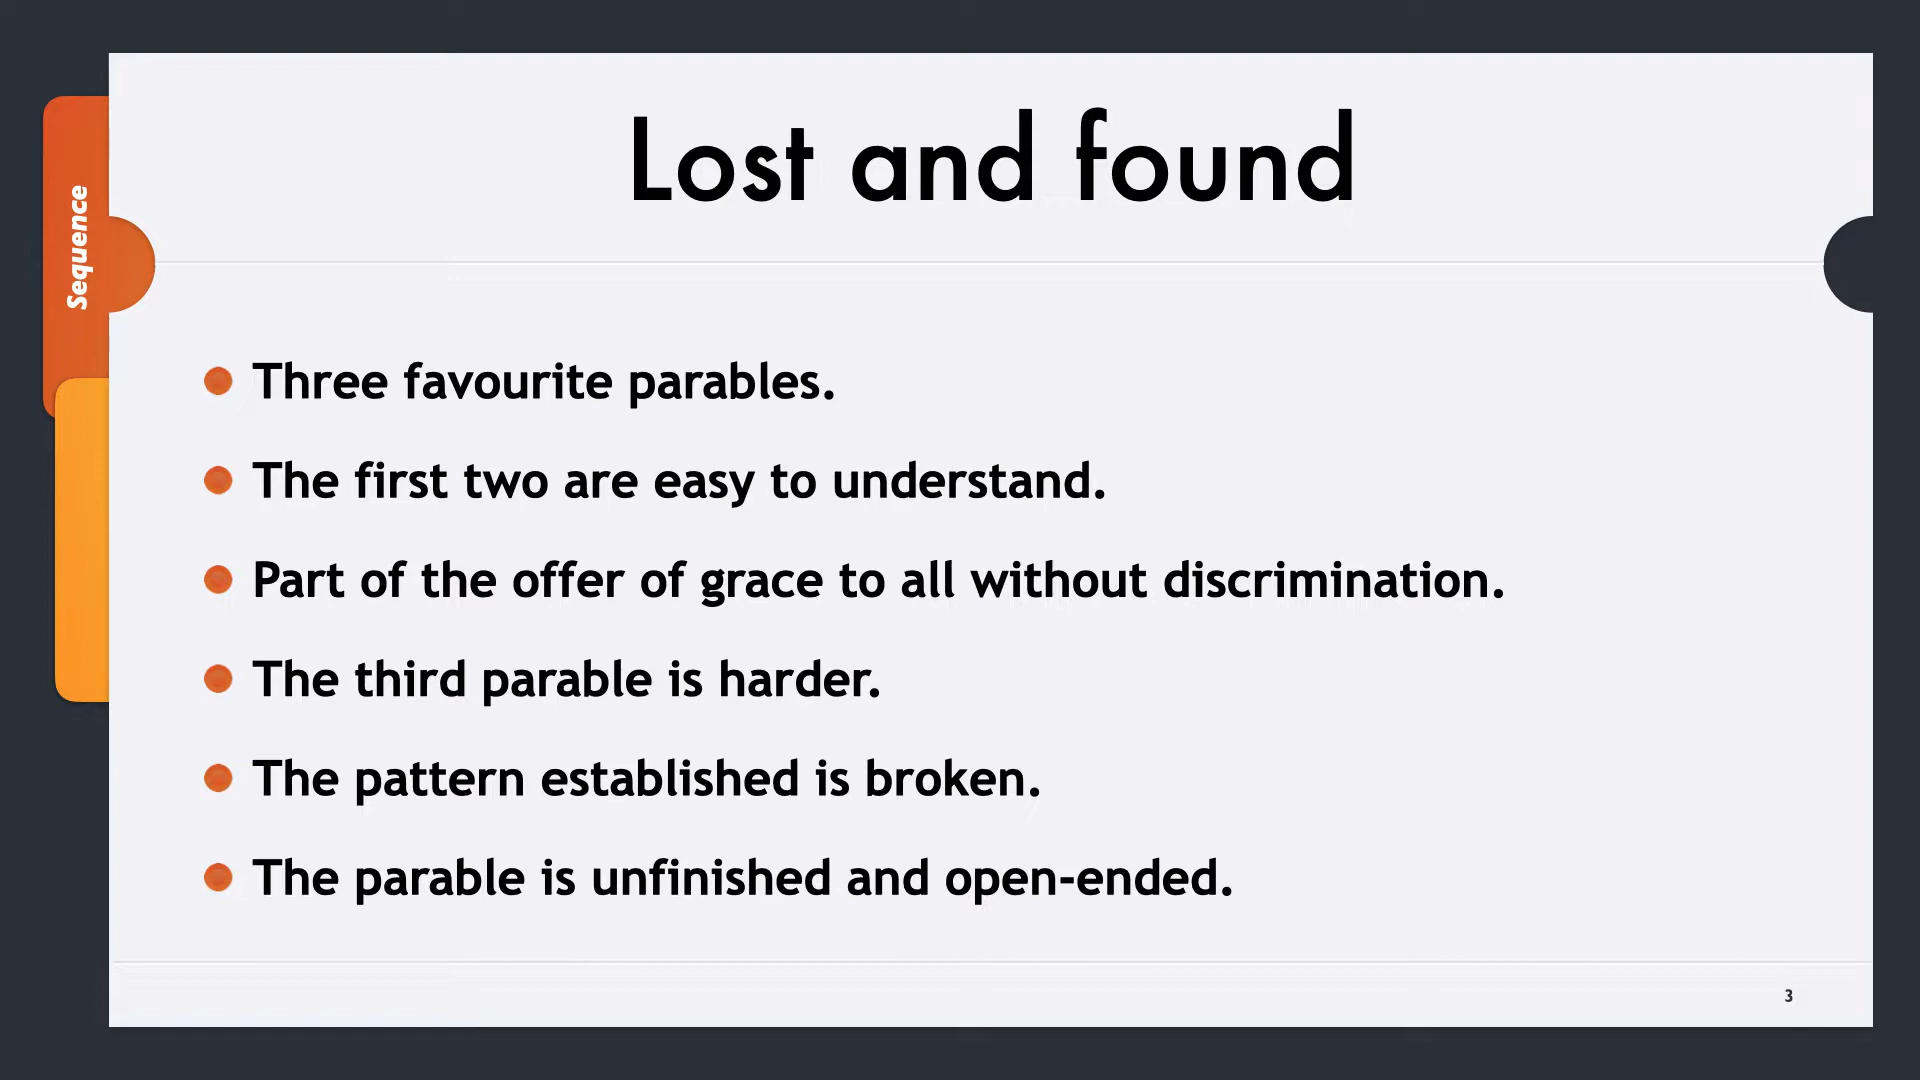 Lost and found
Sequence
Three favourite parables.
The first two are easy to understand.
Part of the offer of grace to all without discrimination.
The third parable is harder.
The pattern established is broken.
The parable is unfinished and open-ended.
3